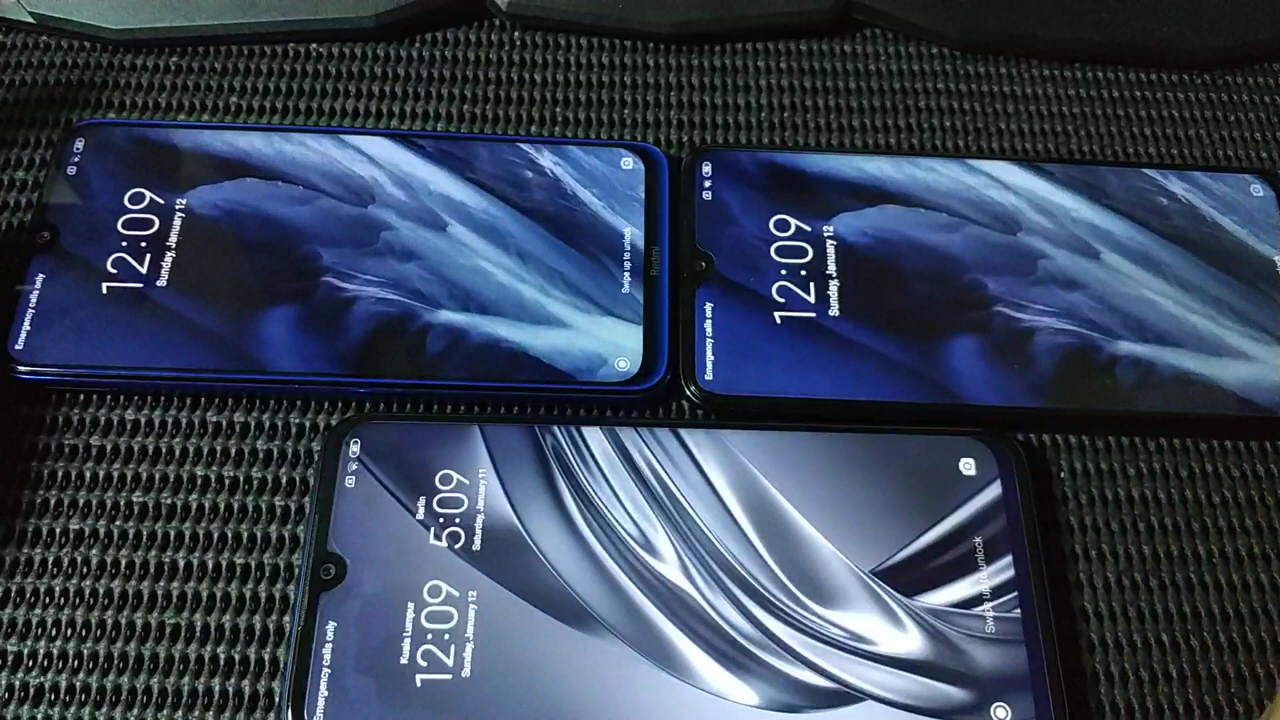 Emergency calls only
12:09
Sunday, January 12
Swipe up to unlock
Redmi
Emergency calls only
12:09
Sunday, January 12
Emergency calls only
Kuala Lumpur
12:09
Sunday, January 12
Berlin
5:09
Saturday, January 11
Swipe up to unlock